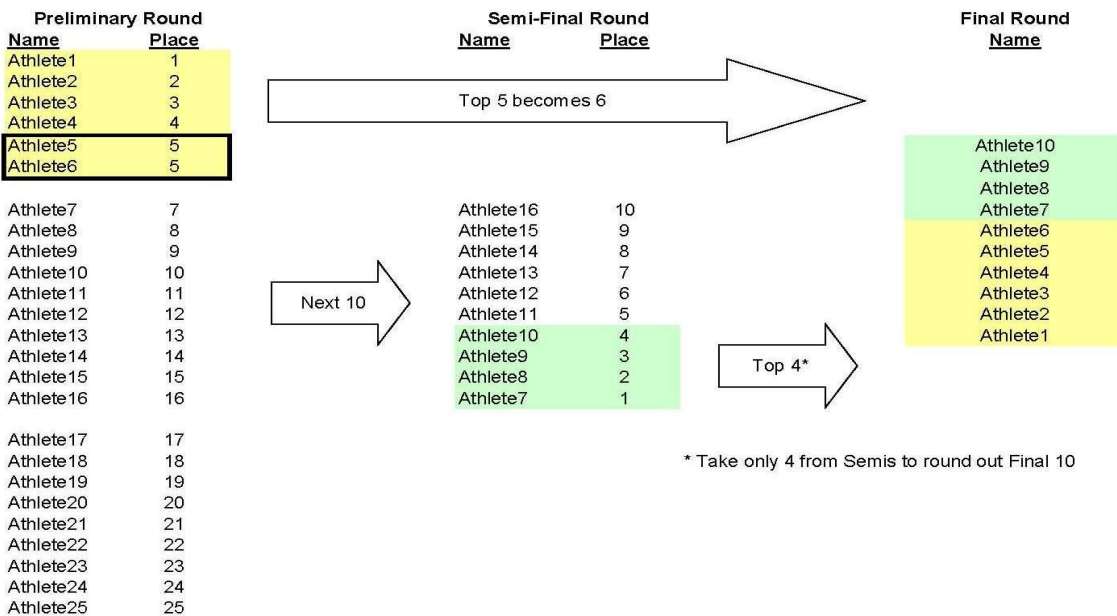 Preliminary Round
Name Place
Athlete1 1
Athlete2 2
Athlete3 3
Athlete4 4
Athlete5 5
Athlete6 5
Athlete7 7
Athlete8 8
Athlete9 9
Athlete10 10
Athlete11 11
Athlete12 12
Athlete13 13
Athlete14 14
Athlete15 15
Athlete16 16
Athlete17 17
Athlete18 18
Athlete19 19
Athlete20 20
Athlete21 21
Athlete22 22
Athlete23 23
Athlete24 24
Athlete25 25
Top 5 becomes 6
Next 10
Semi-Final Round
Name Place
Athlete16 10
Athlete15 9
Athlete14 8
Athlete13 7
Athlete12 6
Athlete11 5
Athlete10 4
Athlete9 3
Athlete8 2
Athlete7 1
Top 4*
Final Round
Name
Athlete10
Athlete9
Athlete8
Athlete7
Athlete6
Athlete5
Athlete4
Athlete3
Athlete2
Athlete1
* Take only 4 from Semis to round out Final 10